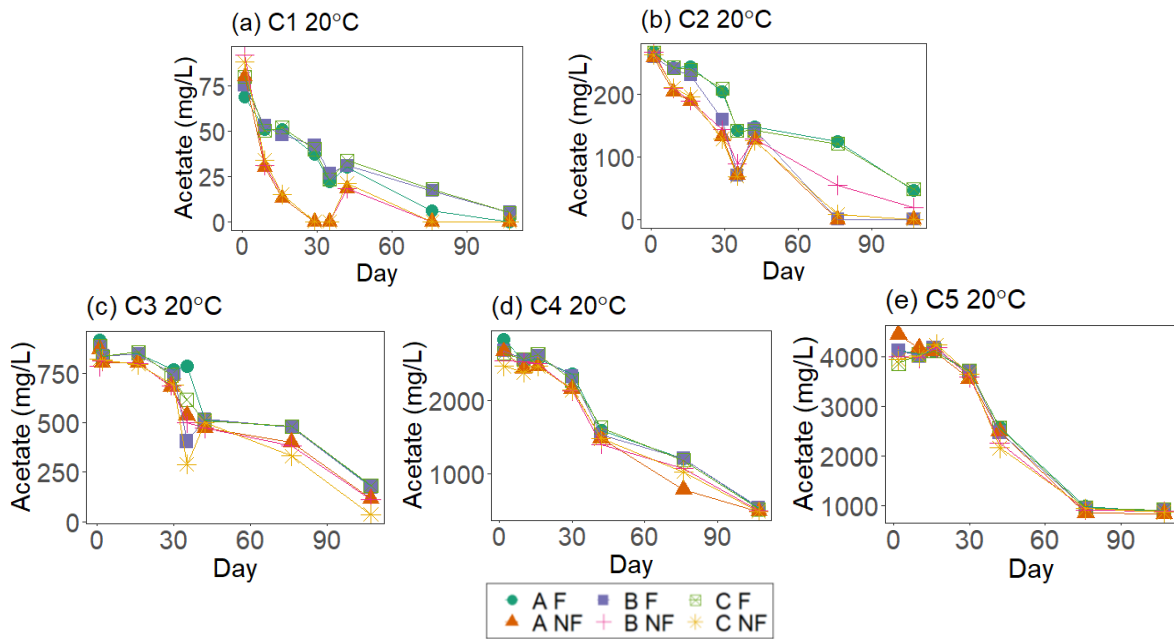 (a) C1 20°C
Acetate (mg/L)
75
50
25
0
0 30 60 90
Day
(b) C2 20°C
Acetate (mg/L)
200
100
0
0 30 60 90
Day
(c) C3 20°C
Acetate (mg/L)
750
500
250
0
0 30 60 90
Day
(d) C4 20°C
Acetate (mg/L)
2000
1000
0 30 60 90
Day
(e) C5 20°C
Acetate (mg/L)
4000
3000
2000
1000
0 30 60 90
Day
A F B F C F
A NF B NF C NF